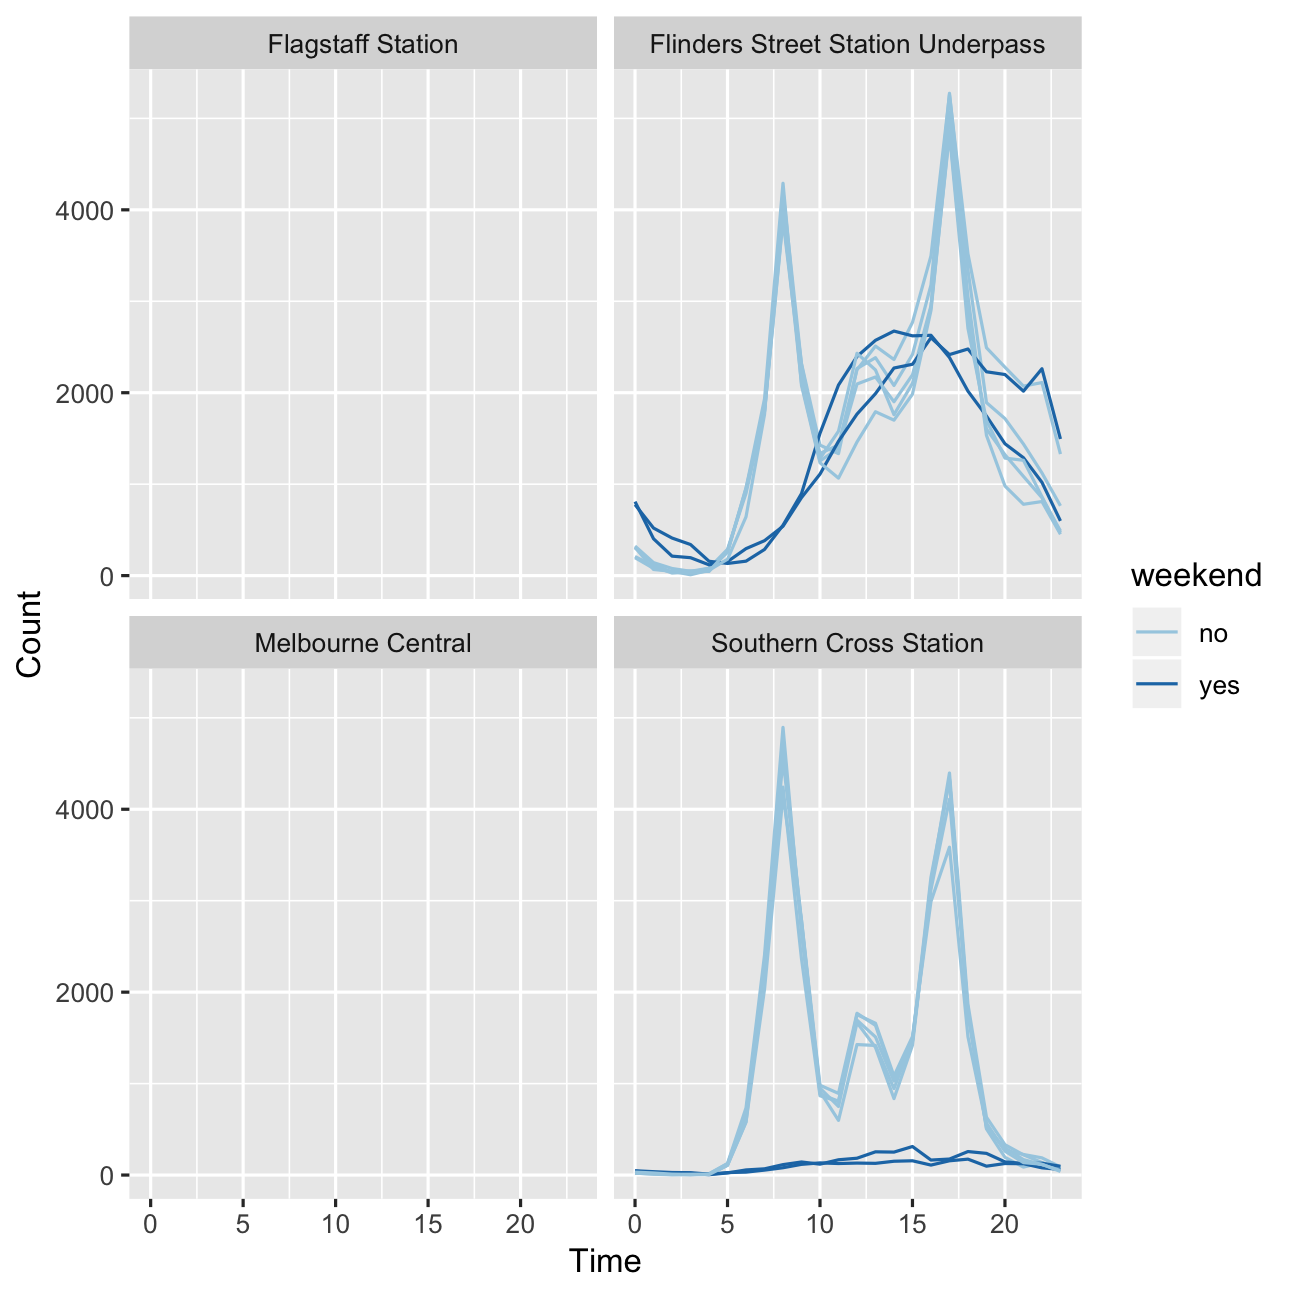 Flagstaff Station
Flinders Street Station Underpass
4000
2000
0
Melbourne Central
Southern Cross Station
4000
2000
0
0 5 10 15 20
0 5 10 15 20
Time
Count
weekend
no
yes